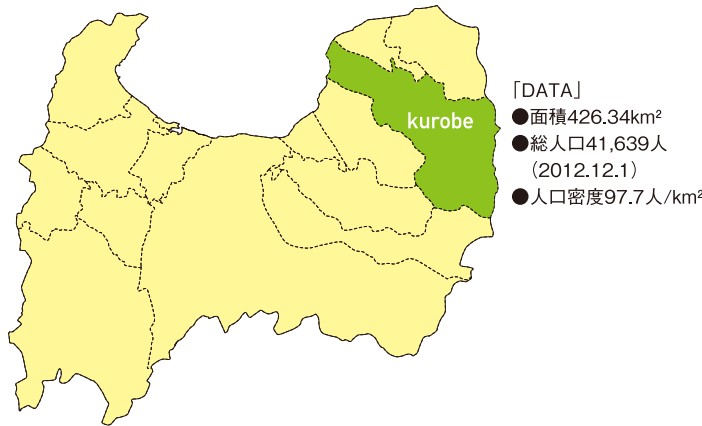 kurobe
「DATA」
●面積426.34km²
●総人口41,639人
（2012.12.1）
●人口密度97.7人/km²